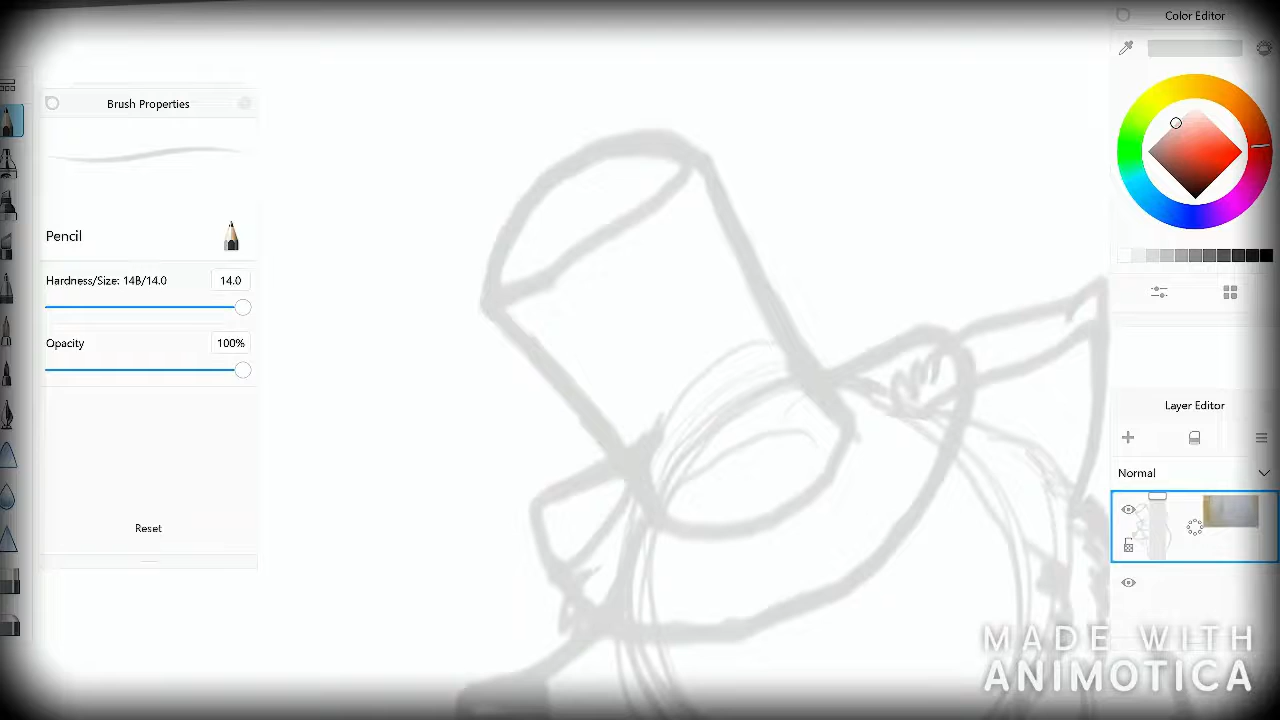 Color Editor
Brush Properties
Pencil
Hardness/Size: 14B/14.0
14.0
Opacity
100%
Reset
Layer Editor
Normal
MADE WITH
ANIMOTICA